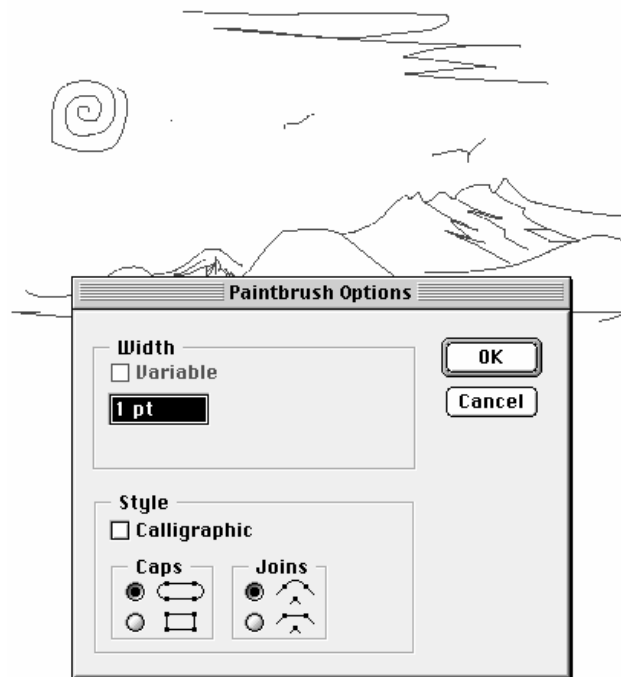 Paintbrush Options
Width
Variable
1 pt
OK
Cancel
Style
Calligraphic
Caps
Joins